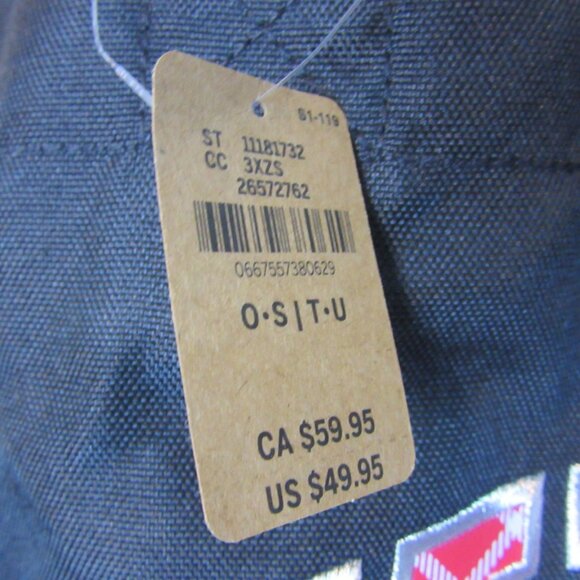 S1-119
ST 11181732
CC 3XZS
26572762
0667557380629
O•S|T•U
CA $59.95
US $49.95